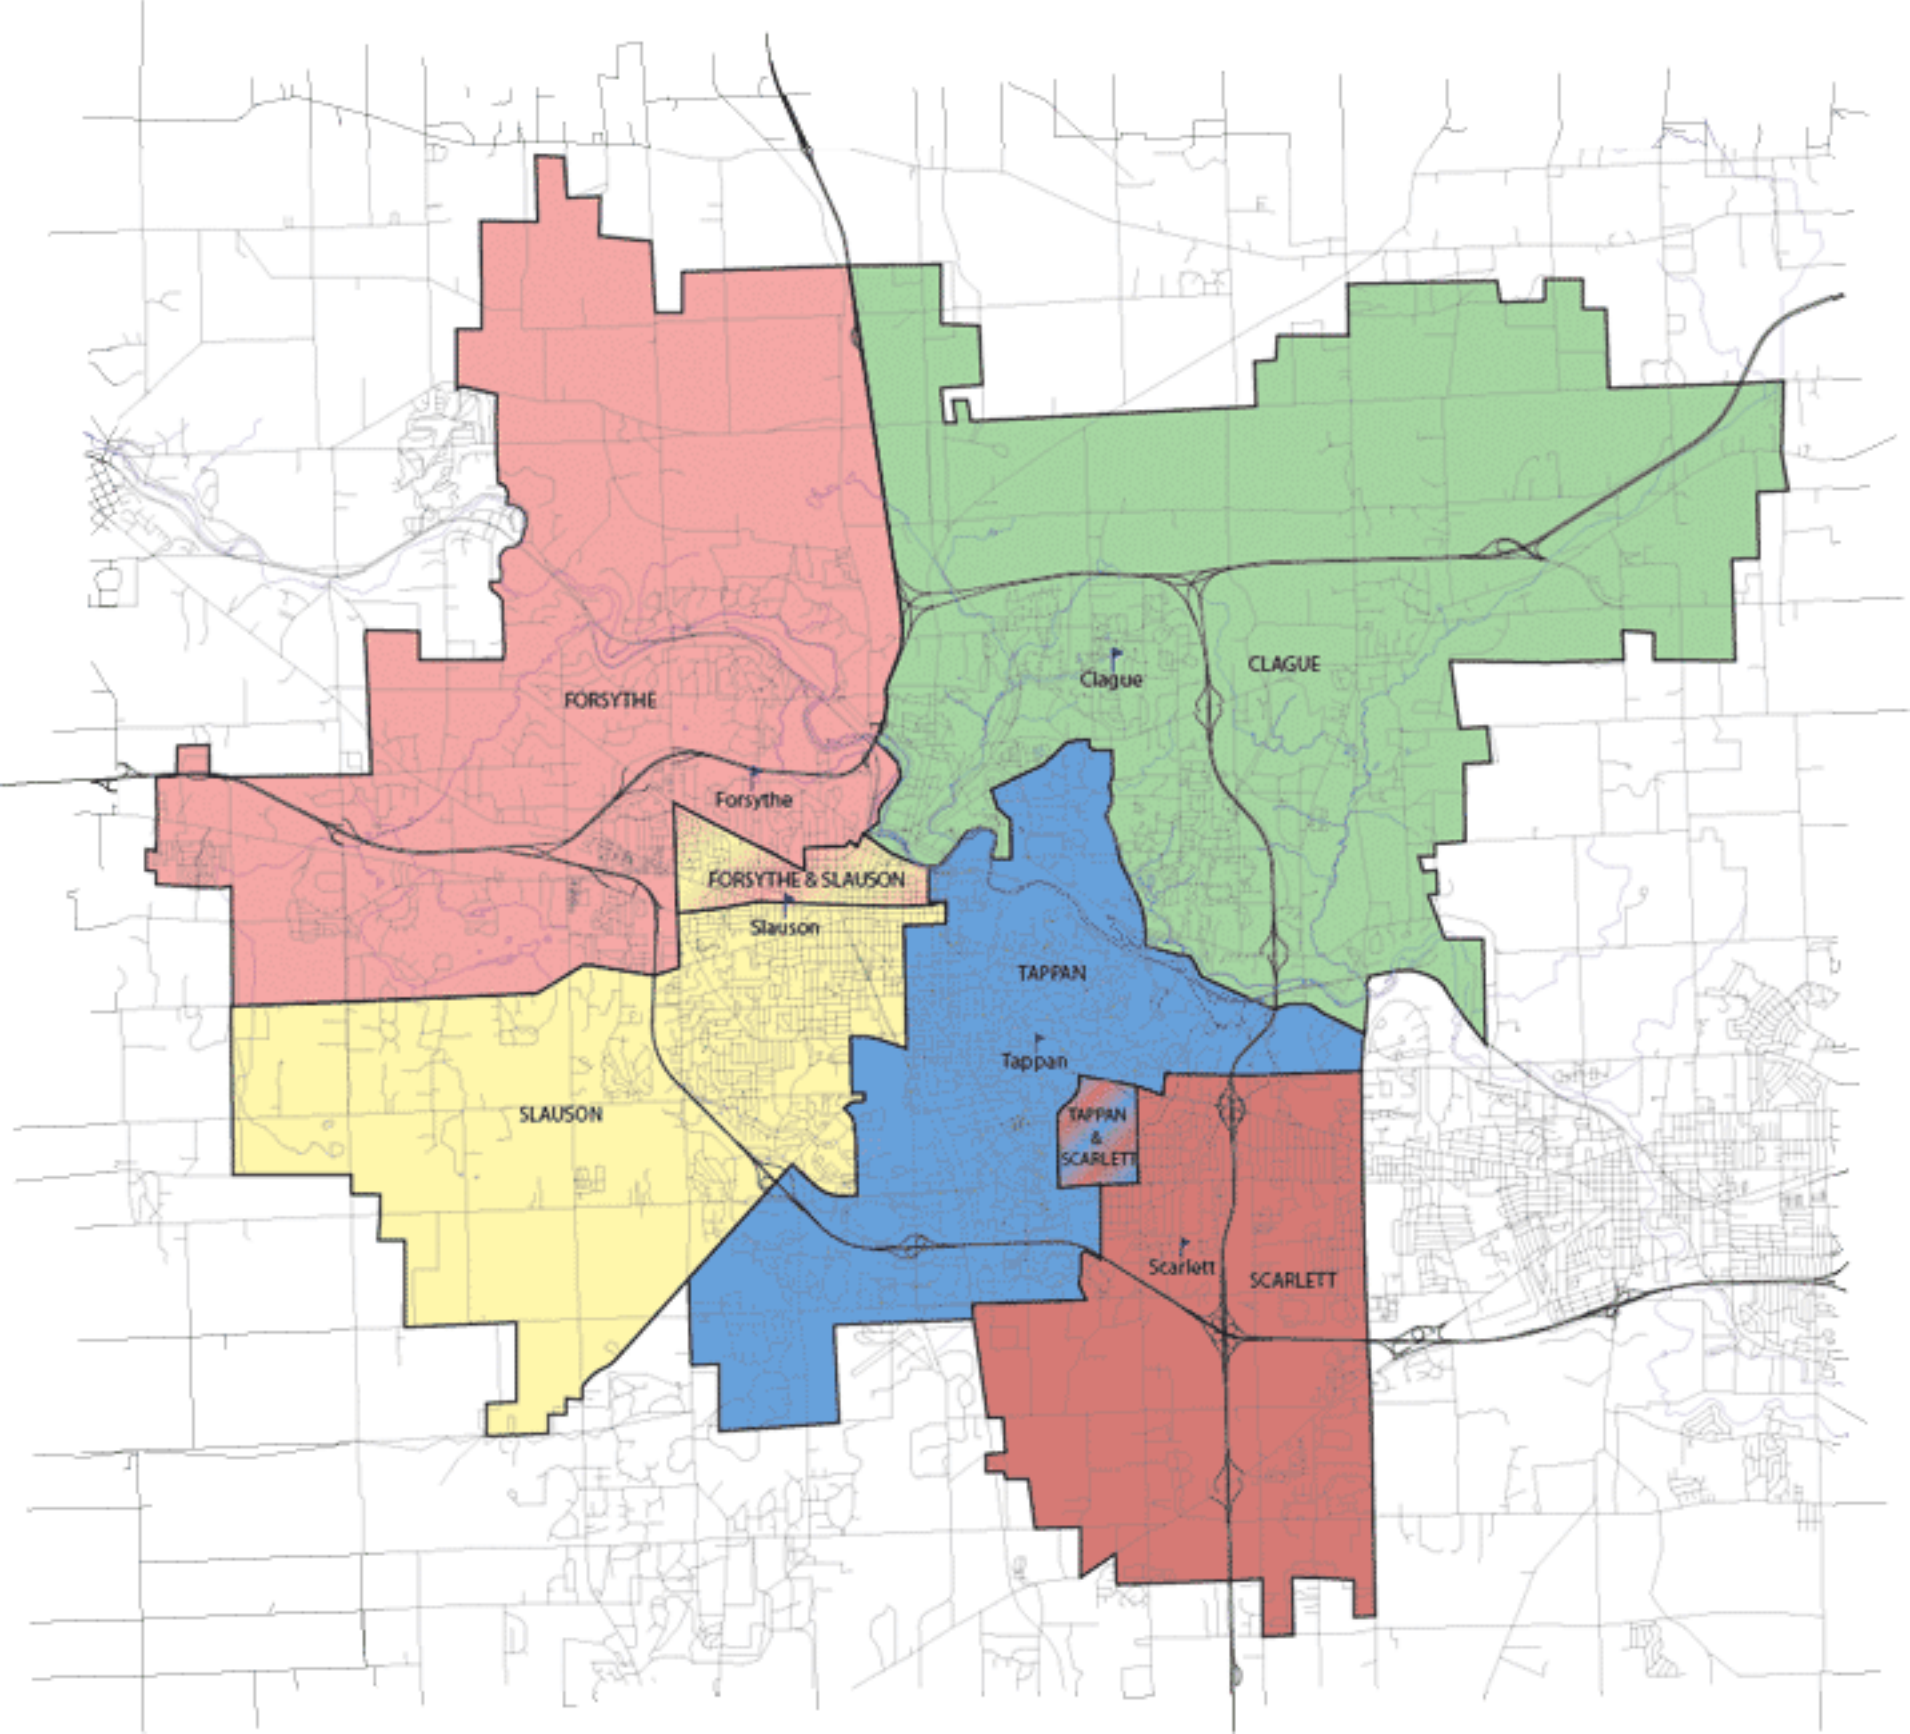 CLAGUE
Clague
FORSYTHE
Forsythe
FORSYTHE & SLAUSON
Slauson
TAPPAN
Tappan
TAPPAN
&
SCARLETT
SLAUSON
Scarlett
SCARLETT